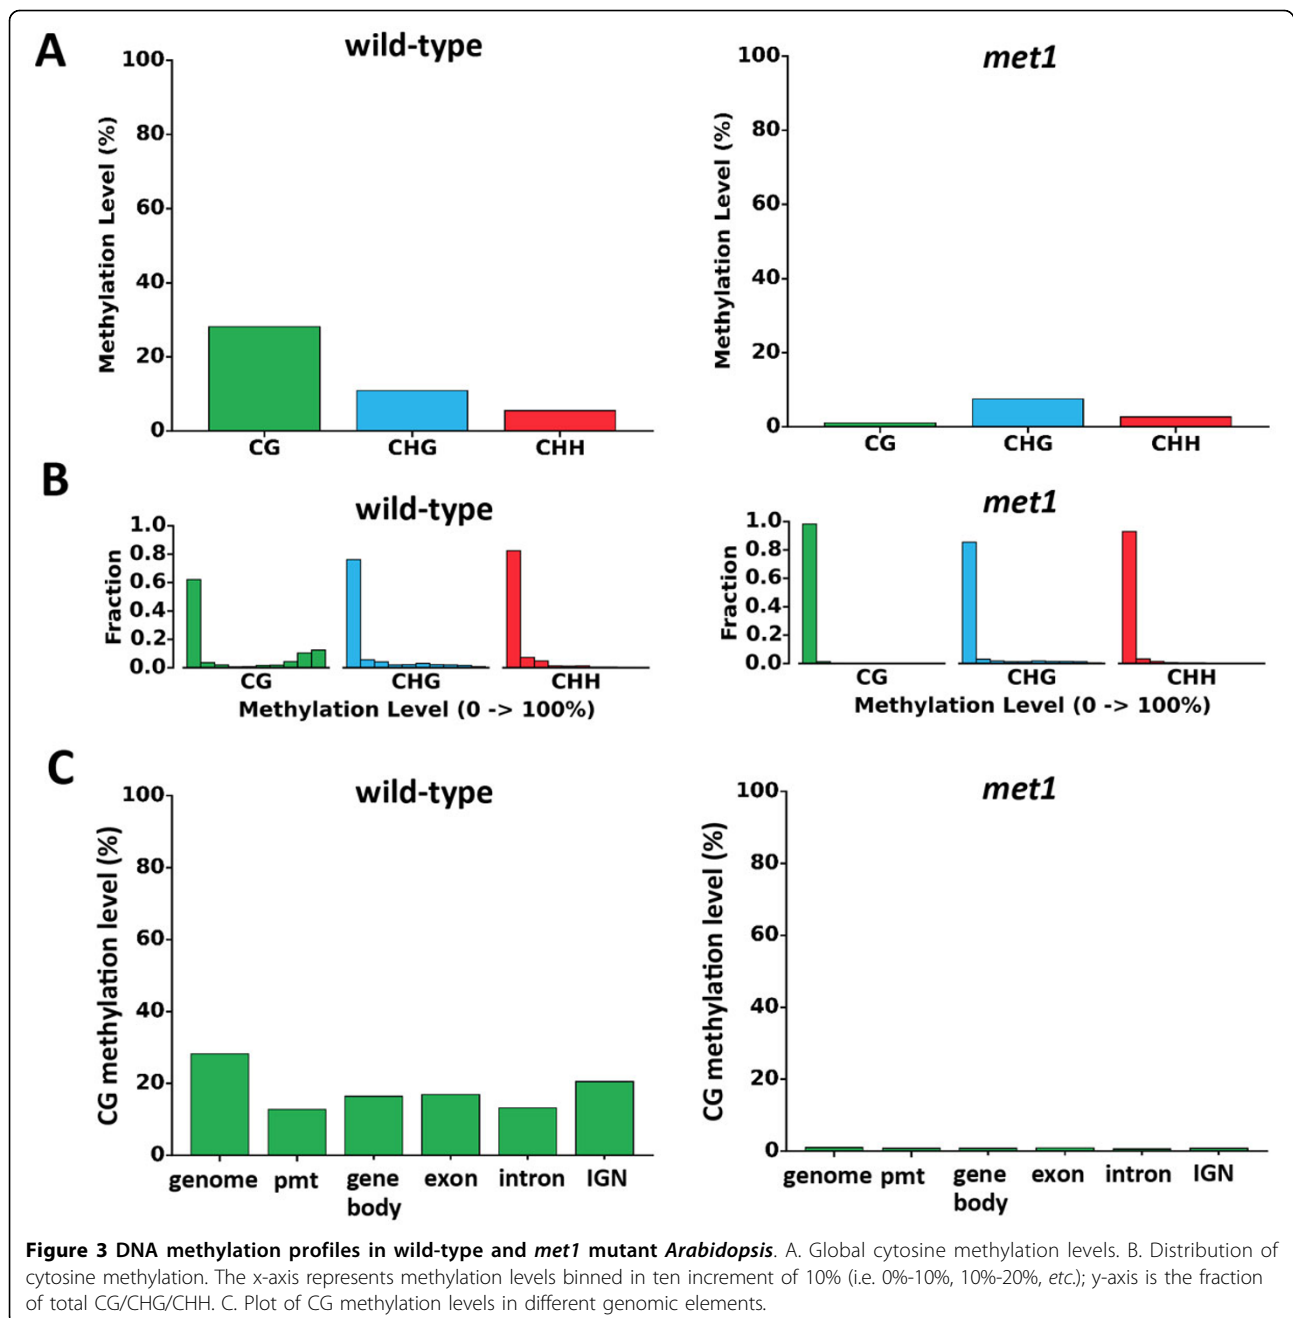 A
wild-type
met1
100
80
60
40
20
0
Methylation Level (%)
CG
CHG
CHH
100
80
60
40
20
0
Methylation Level (%)
CG
CHG
CHH
B
wild-type
met1
1.0
0.8
0.6
0.4
0.2
0.0
Fraction
CG
CHG
CHH
Methylation Level (0 -> 100%)
1.0
0.8
0.6
0.4
0.2
0.0
Fraction
CG
CHG
CHH
Methylation Level (0 -> 100%)
C
wild-type
met1
100
80
60
40
20
0
CG methylation level (%)
genome
pmt
gene
body
exon
intron
IGN
100
80
60
40
20
0
CG methylation level (%)
genome
pmt
gene
body
exon
intron
IGN
Figure 3 DNA methylation profiles in wild-type and met1 mutant Arabidopsis. A. Global cytosine methylation levels. B. Distribution of
cytosine methylation. The x-axis represents methylation levels binned in ten increment of 10% (i.e. 0%-10%, 10%-20%, etc.); y-axis is the fraction
of total CG/CHG/CHH. C. Plot of CG methylation levels in different genomic elements.